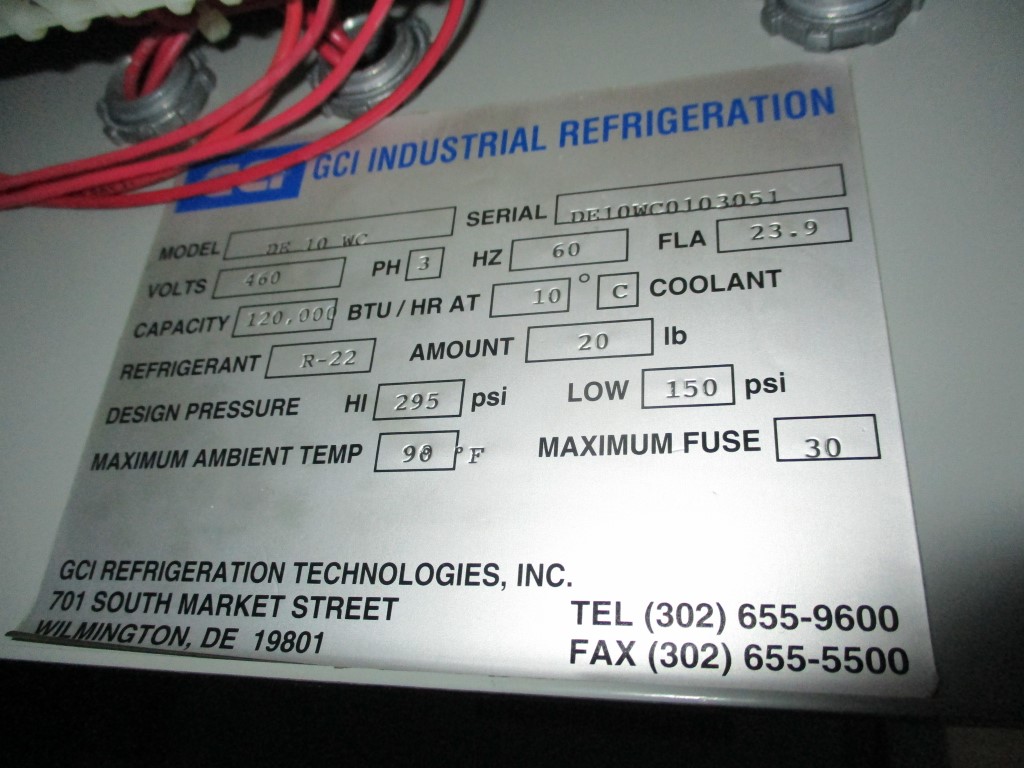 GCI INDUSTRIAL REFRIGERATION
MODEL DE 10 WC SERIAL DE10WC0103051
VOLTS 460 PH 3 HZ 60 FLA 23.9
CAPACITY 120,000 BTU / HR AT 10 ° C COOLANT
REFRIGERANT R-22 AMOUNT 20 lb
DESIGN PRESSURE HI 295 psi LOW 150 psi
MAXIMUM AMBIENT TEMP °F MAXIMUM FUSE 30
GCI REFRIGERATION TECHNOLOGIES, INC.
701 SOUTH MARKET STREET TEL (302) 655-9600
WILMINGTON, DE 19801 FAX (302) 655-5500